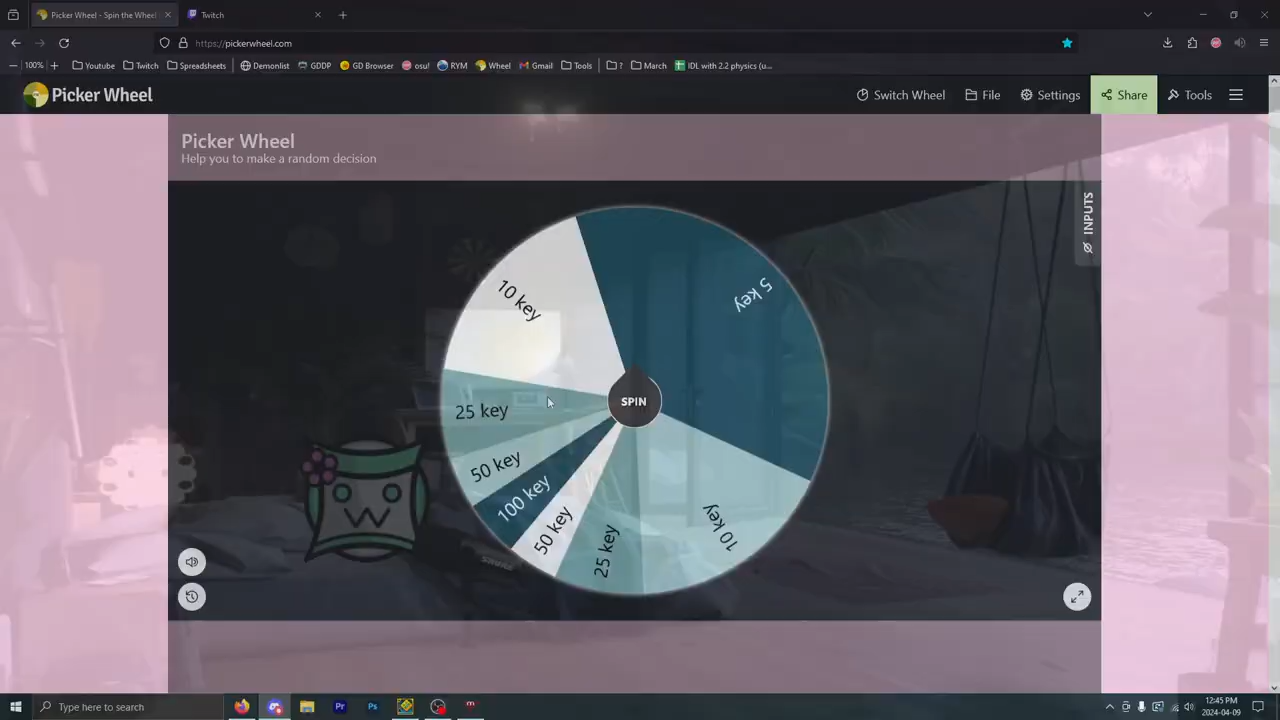 Picker Wheel - Spin the Wheel
Twitch
https://pickerwheel.com
100%
Youtube
Twitch
Spreadsheets
Demonlist
GDDP
GD Browser
osu!
RYM
Wheel
Gmail
Tools
?
March
IDL with 2.2 physics (u...
Picker Wheel
Switch Wheel
File
Settings
Share
Tools
Picker Wheel
Help you to make a random decision
INPUTS
10 key
5 key
25 key
SPIN
50 key
100 key
50 key
25 key
10 key
Type here to search
12:45 PM
2024-04-09